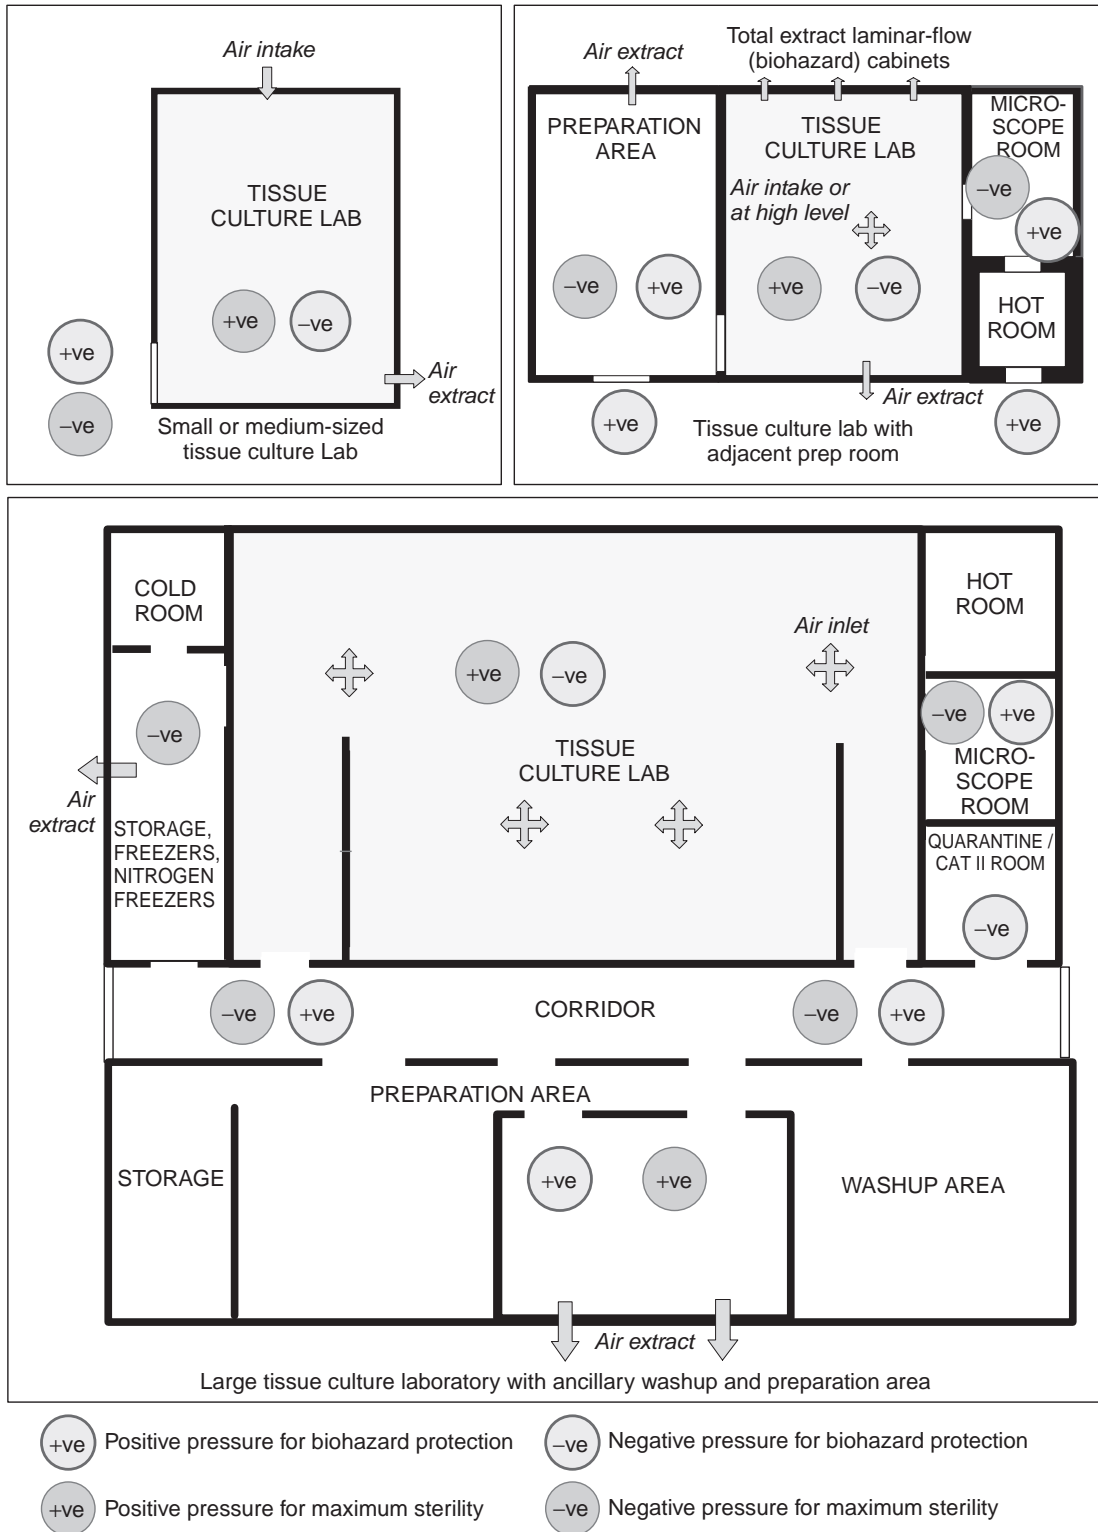 Air intake
TISSUE
CULTURE LAB
+ve
−ve
+ve
−ve
Air
extract
Small or medium-sized
tissue culture Lab
Air extract
Total extract laminar-flow
(biohazard) cabinets
PREPARATION
AREA
TISSUE
CULTURE LAB
MICRO-
SCOPE
ROOM
Air intake or
at high level
−ve
+ve
−ve
+ve
+ve
−ve
HOT
ROOM
Air extract
+ve
+ve
Tissue culture lab with
adjacent prep room
COLD
ROOM
HOT
ROOM
Air inlet
+ve
−ve
−ve
−ve
+ve
TISSUE
CULTURE LAB
MICRO-
SCOPE
ROOM
Air
extract
STORAGE,
FREEZERS,
NITROGEN
FREEZERS
QUARANTINE /
CAT II ROOM
−ve
−ve
+ve
CORRIDOR
−ve
+ve
PREPARATION AREA
STORAGE
+ve
+ve
WASHUP AREA
Air extract
Large tissue culture laboratory with ancillary washup and preparation area
+ve Positive pressure for biohazard protection
−ve Negative pressure for biohazard protection
+ve Positive pressure for maximum sterility
−ve Negative pressure for maximum sterility